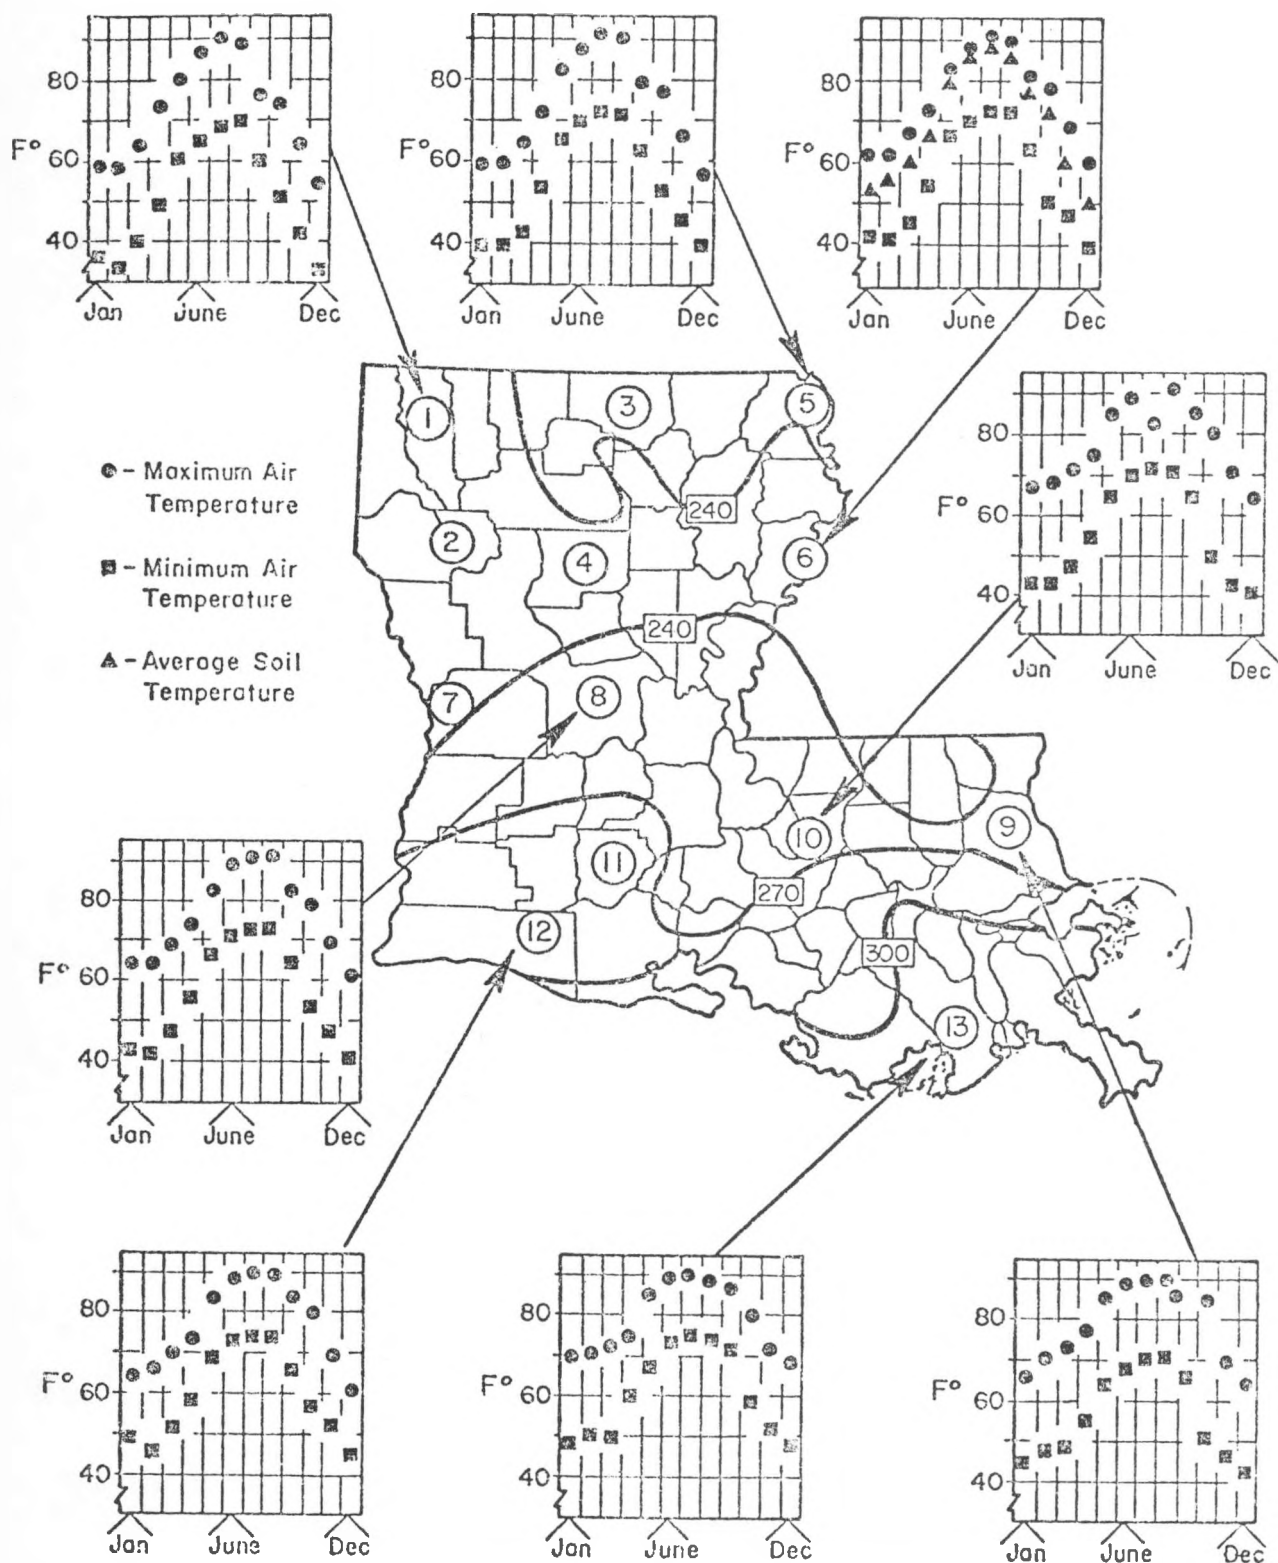 80
F°
60
40
Jan June Dec
80
F°
60
40
Jan June Dec
80
F°
60
40
Jan June Dec
80
F°
60
40
Jan June Dec
1
3
5
● - Maximum Air
Temperature
240
2
4
6
■ - Minimum Air
Temperature
240
▲ - Average Soil
Temperature
7
8
9
10
11
270
12
300
13
80
F°
60
40
Jan June Dec
80
F°
60
40
Jan June Dec
80
F°
60
40
Jan June Dec
80
F°
60
40
Jan June Dec